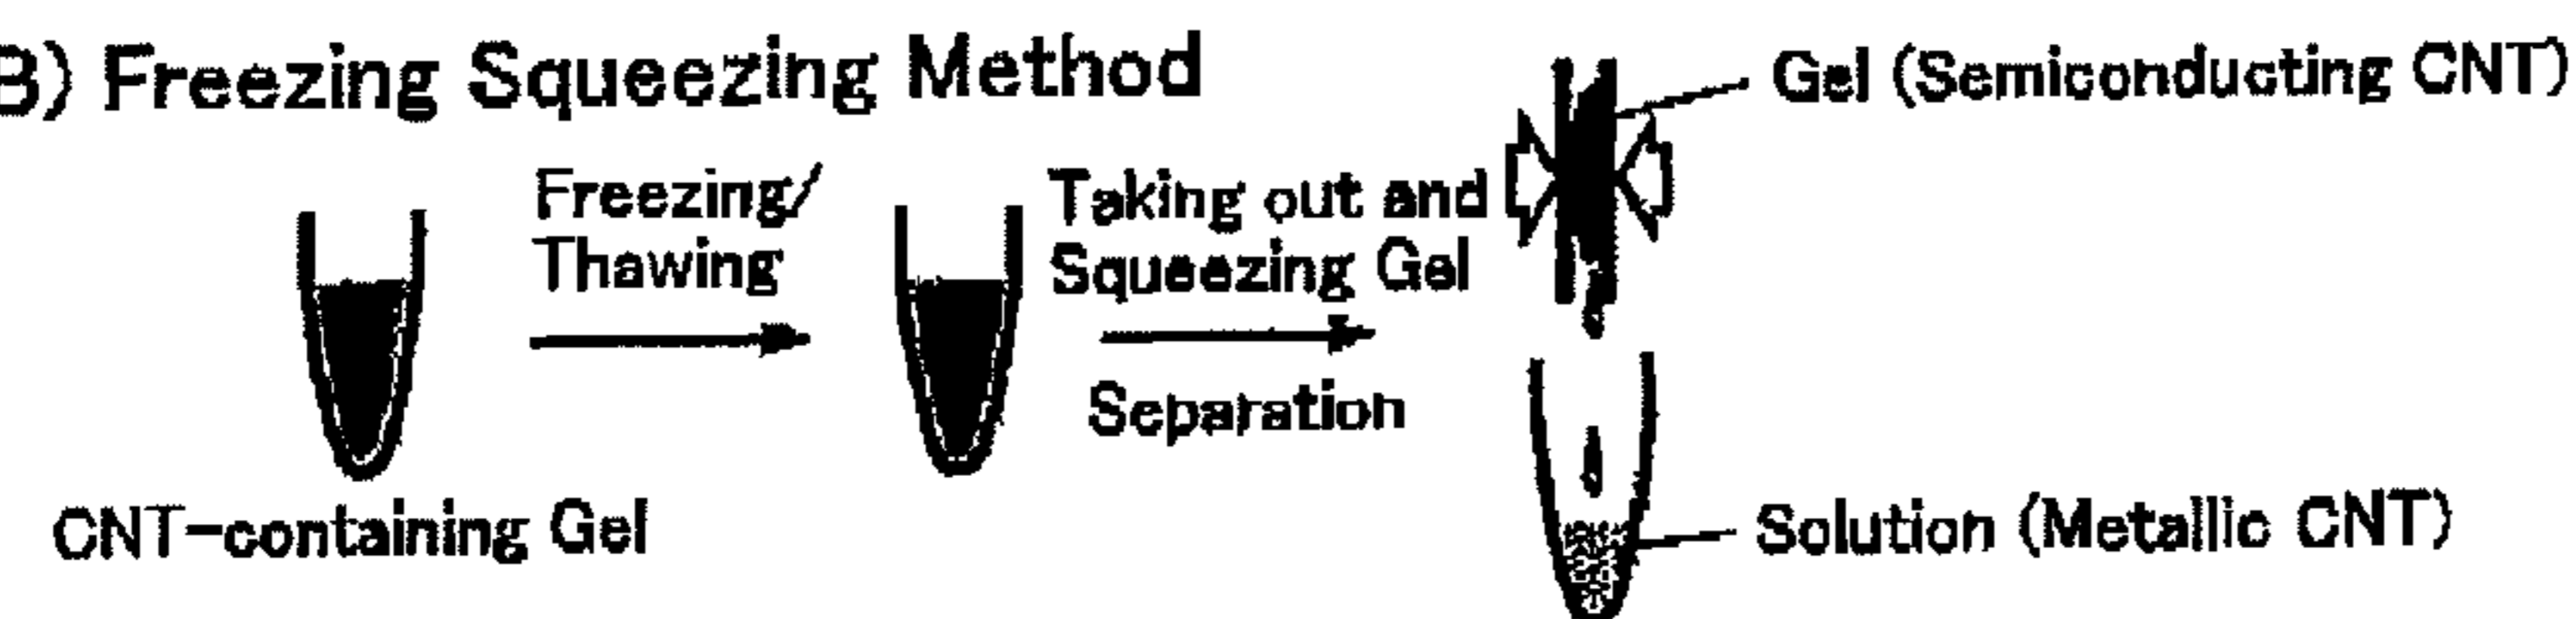 B) Freezing Squeezing Method
Gel (Semiconducting CNT)
Freezing/
Thawing
Taking out and
Squeezing Gel
Separation
CNT-containing Gel
Solution (Metallic CNT)